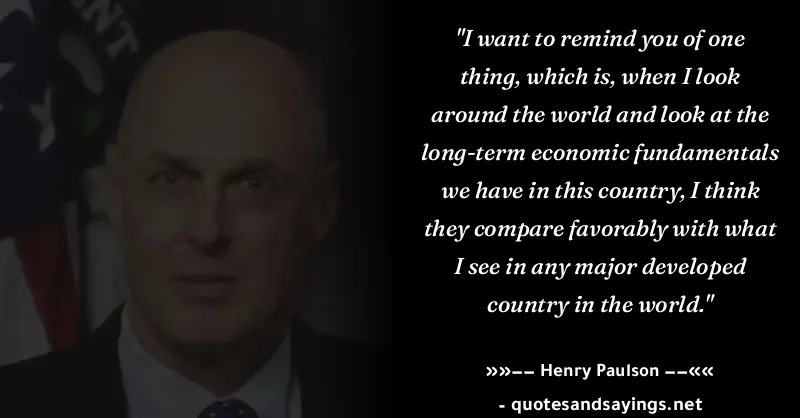 "I want to remind you of one
thing, which is, when I look
around the world and look at the
long-term economic fundamentals
we have in this country, I think
they compare favorably with what
I see in any major developed
country in the world."
»»−− Henry Paulson −−««
- quotesandsayings.net